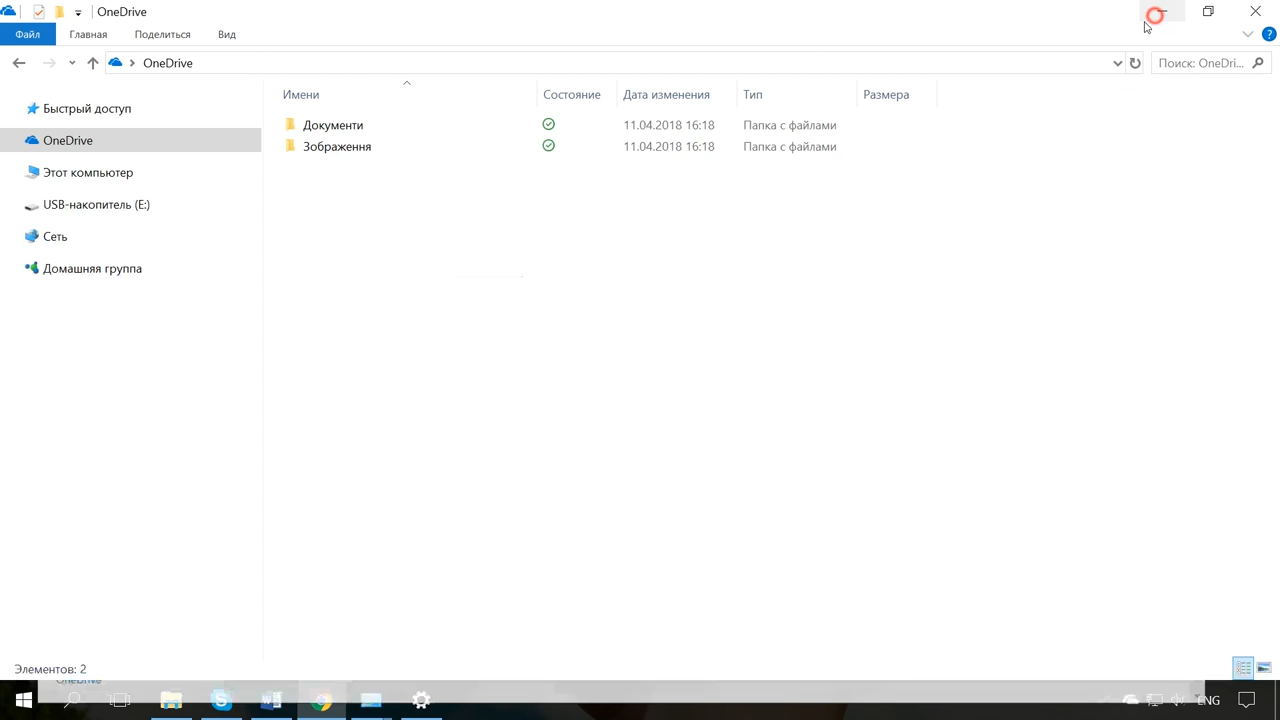 OneDrive
Файл Главная Поделиться Вид
OneDrive Поиск: OneDri...
Имени Состояние Дата изменения Тип Размера
Быстрый доступ
OneDrive
Этот компьютер
USB-накопитель (E:)
Сеть
Домашняя группа
Документи 11.04.2018 16:18 Папка с файлами
Зображення 11.04.2018 16:18 Папка с файлами
Элементов: 2
OneDrive
ENG